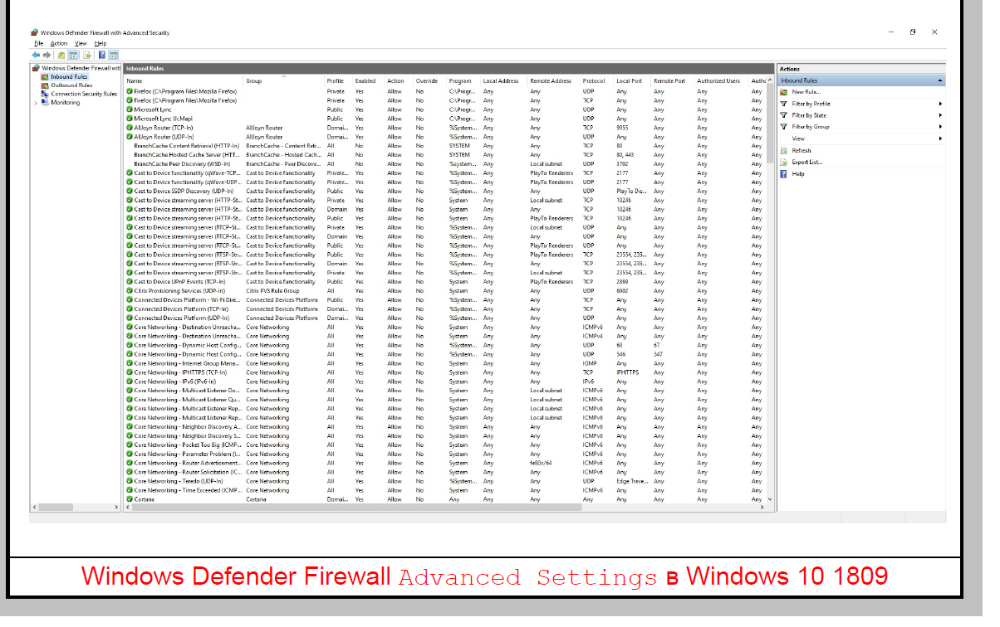 Windows Defender Firewall with Advanced Security
File Action View Help
Windows Defender Firewall wit
Inbound Rules
Outbound Rules
Connection Security Rules
Monitoring
Inbound Rules
Name Group Profile Enabled Action Override Program Local Address Remote Address Protocol Local Port Remote Port Authorized Users Authc
Firefox (C:\Program Files\Mozilla Firefox) Private Yes Allow No C:\Progr... Any Any UDP Any Any Any Any
Firefox (C:\Program Files\Mozilla Firefox) Private Yes Allow No C:\Progr... Any Any TCP Any Any Any Any
Microsoft Lync Public Yes Allow No C:\Progr... Any Any UDP Any Any Any Any
Microsoft Lync UcMapi Public Yes Allow No C:\Progr... Any Any UDP Any Any Any Any
AllJoyn Router (TCP-In) AllJoyn Router Domai... Yes Allow No %System... Any Any TCP 9955 Any Any Any
AllJoyn Router (UDP-In) AllJoyn Router Domai... Yes Allow No %System... Any Any UDP Any Any Any Any
BranchCache Content Retrieval (HTTP-In) BranchCache - Content Retr... All No Allow No SYSTEM Any Any TCP 80 Any Any Any
BranchCache Hosted Cache Server (HTT... BranchCache - Hosted Cach... All No Allow No SYSTEM Any Any TCP 80, 443 Any Any Any
BranchCache Peer Discovery (WSD-In) BranchCache - Peer Discove... All No Allow No %system... Any Local subnet UDP 3702 Any Any Any
Cast to Device functionality (qWave-TCP... Cast to Device functionality Private... Yes Allow No %System... Any PlayTo Renderers TCP 2177 Any Any Any
Cast to Device functionality (qWave-UDP... Cast to Device functionality Private... Yes Allow No %System... Any PlayTo Renderers UDP 2177 Any Any Any
Cast to Device SSDP Discovery (UDP-In) Cast to Device functionality Public Yes Allow No %System... Any Any UDP PlayTo Dis... Any Any Any
Cast to Device streaming server (HTTP-St... Cast to Device functionality Private Yes Allow No System Any Local subnet TCP 10246 Any Any Any
Cast to Device streaming server (HTTP-St... Cast to Device functionality Domain Yes Allow No System Any Any TCP 10246 Any Any Any
Cast to Device streaming server (HTTP-St... Cast to Device functionality Public Yes Allow No System Any PlayTo Renderers TCP 10246 Any Any Any
Cast to Device streaming server (RTCP-St... Cast to Device functionality Private Yes Allow No %System... Any Local subnet UDP Any Any Any Any
Cast to Device streaming server (RTCP-St... Cast to Device functionality Domain Yes Allow No %System... Any Any UDP Any Any Any Any
Cast to Device streaming server (RTCP-St... Cast to Device functionality Public Yes Allow No %System... Any PlayTo Renderers UDP Any Any Any Any
Cast to Device streaming server (RTSP-Str... Cast to Device functionality Public Yes Allow No %System... Any PlayTo Renderers TCP 23554, 235... Any Any Any
Cast to Device streaming server (RTSP-Str... Cast to Device functionality Domain Yes Allow No %System... Any Any TCP 23554, 235... Any Any Any
Cast to Device streaming server (RTSP-Str... Cast to Device functionality Private Yes Allow No %System... Any Local subnet TCP 23554, 235... Any Any Any
Cast to Device UPnP Events (TCP-In) Cast to Device functionality Public Yes Allow No System Any PlayTo Renderers TCP 2869 Any Any Any
Citrix Provisioning Services (UDP-In) Citrix PVS Rule Group All Yes Allow No System Any Any UDP 6902 Any Any Any
Connected Devices Platform - Wi-Fi Dire... Connected Devices Platform Public Yes Allow No %System... Any Any TCP Any Any Any Any
Connected Devices Platform (TCP-In) Connected Devices Platform Domai... Yes Allow No %System... Any Any TCP Any Any Any Any
Connected Devices Platform (UDP-In) Connected Devices Platform Domai... Yes Allow No %System... Any Any UDP Any Any Any Any
Core Networking - Destination Unreacha... Core Networking All Yes Allow No System Any Any ICMPv6 Any Any Any Any
Core Networking - Destination Unreacha... Core Networking All Yes Allow No System Any Any ICMPv4 Any Any Any Any
Core Networking - Dynamic Host Config... Core Networking All Yes Allow No %System... Any Any UDP 68 67 Any Any
Core Networking - Dynamic Host Config... Core Networking All Yes Allow No %System... Any Any UDP 546 547 Any Any
Core Networking - Internet Group Mana... Core Networking All Yes Allow No System Any Any IGMP Any Any Any Any
Core Networking - IPHTTPS (TCP-In) Core Networking All Yes Allow No System Any Any TCP IPHTTPS Any Any Any
Core Networking - IPv6 (IPv6-In) Core Networking All Yes Allow No System Any Any IPv6 Any Any Any Any
Core Networking - Multicast Listener Do... Core Networking All Yes Allow No System Any Local subnet ICMPv6 Any Any Any Any
Core Networking - Multicast Listener Qu... Core Networking All Yes Allow No System Any Local subnet ICMPv6 Any Any Any Any
Core Networking - Multicast Listener Rep... Core Networking All Yes Allow No System Any Local subnet ICMPv6 Any Any Any Any
Core Networking - Multicast Listener Rep... Core Networking All Yes Allow No System Any Local subnet ICMPv6 Any Any Any Any
Core Networking - Neighbor Discovery A... Core Networking All Yes Allow No System Any Any ICMPv6 Any Any Any Any
Core Networking - Neighbor Discovery S... Core Networking All Yes Allow No System Any Any ICMPv6 Any Any Any Any
Core Networking - Packet Too Big (ICMP... Core Networking All Yes Allow No System Any Any ICMPv6 Any Any Any Any
Core Networking - Parameter Problem (I... Core Networking All Yes Allow No System Any Any ICMPv6 Any Any Any Any
Core Networking - Router Advertisement... Core Networking All Yes Allow No System Any fe80::/64 ICMPv6 Any Any Any Any
Core Networking - Router Solicitation (IC... Core Networking All Yes Allow No System Any Any ICMPv6 Any Any Any Any
Core Networking - Teredo (UDP-In) Core Networking All Yes Allow No %System... Any Any UDP Edge Trave... Any Any Any
Core Networking - Time Exceeded (ICMP... Core Networking All Yes Allow No System Any Any ICMPv6 Any Any Any Any
Cortana Cortana Domai... Yes Allow No Any Any Any Any Any Any Any Any
Actions
Inbound Rules
New Rule...
Filter by Profile
Filter by State
Filter by Group
View
Refresh
Export List...
Help
Windows Defender Firewall Advanced Settings в Windows 10 1809